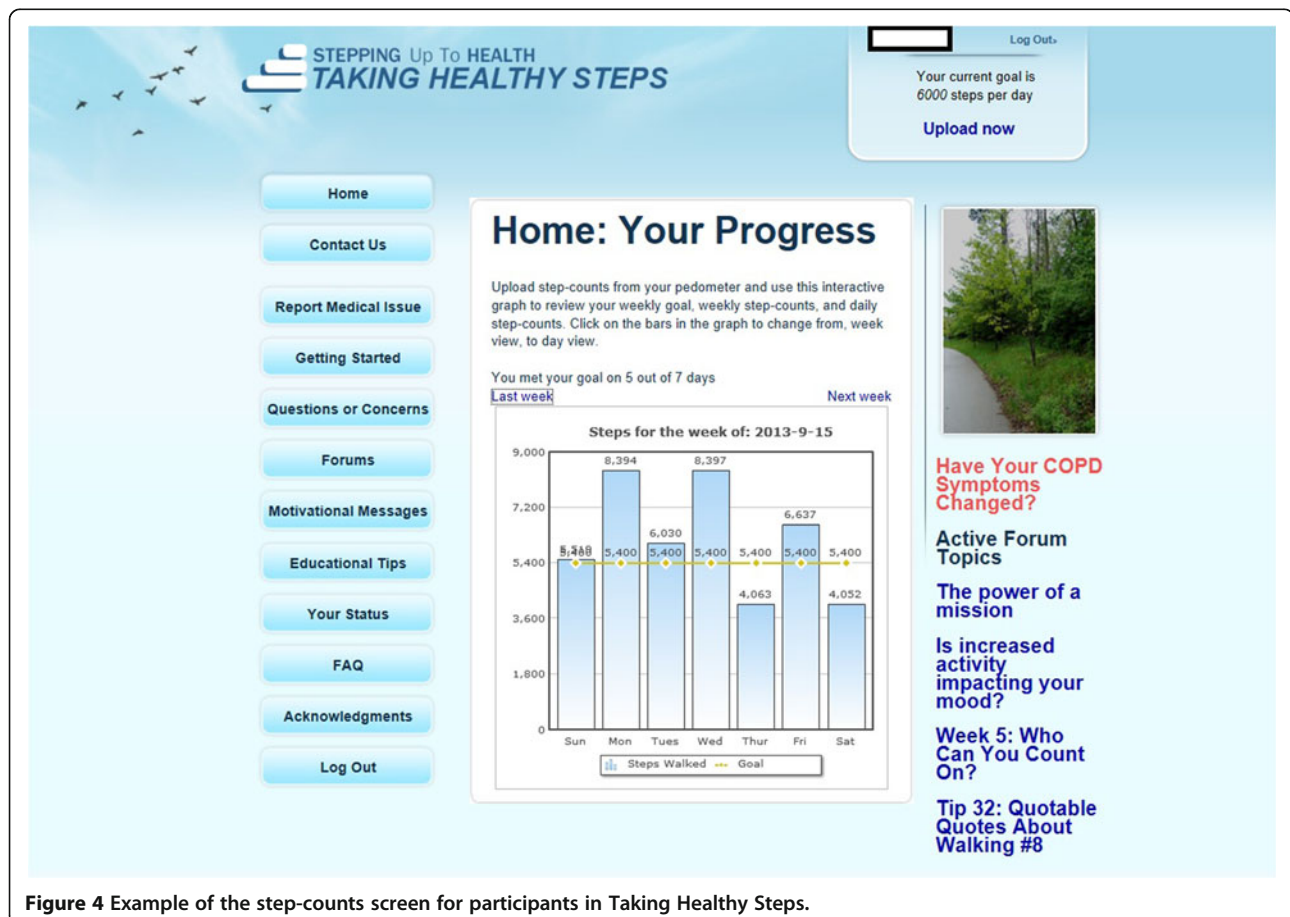 STEPPING Up To HEALTH
TAKING HEALTHY STEPS
Log Out»
Your current goal is
6000 steps per day
Upload now
Home
Contact Us
Report Medical Issue
Getting Started
Questions or Concerns
Forums
Motivational Messages
Educational Tips
Your Status
FAQ
Acknowledgments
Log Out
Home: Your Progress
Upload step-counts from your pedometer and use this interactive
graph to review your weekly goal, weekly step-counts, and daily
step-counts. Click on the bars in the graph to change from, week
view, to day view.
You met your goal on 5 out of 7 days
Last week Next week
Steps for the week of: 2013-9-15
9,000
7,200
5,400
3,600
1,800
0
8,394 8,397
6,637
6,030
5,400 5,400 5,400 5,400 5,400 5,400
4,063 4,052
Sun Mon Tues Wed Thur Fri Sat
Steps Walked Goal
Have Your COPD
Symptoms
Changed?
Active Forum
Topics
The power of a
mission
Is increased
activity
impacting your
mood?
Week 5: Who
Can You Count
On?
Tip 32: Quotable
Quotes About
Walking #8
Figure 4 Example of the step-counts screen for participants in Taking Healthy Steps.